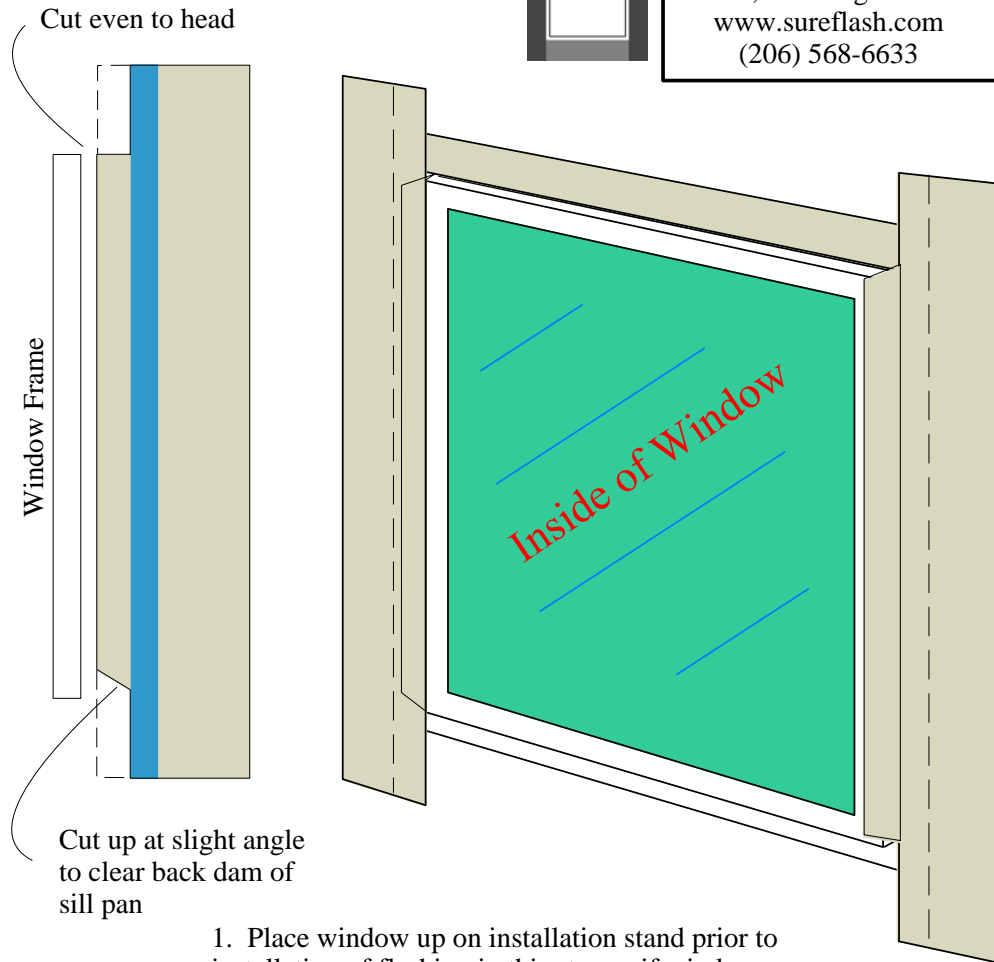 Cut even to head
www.sureflash.com
(206) 568-6633
Window Frame
Inside of Window
Cut up at slight angle
to clear back dam of
sill pan
1. Place window up on installation stand prior to